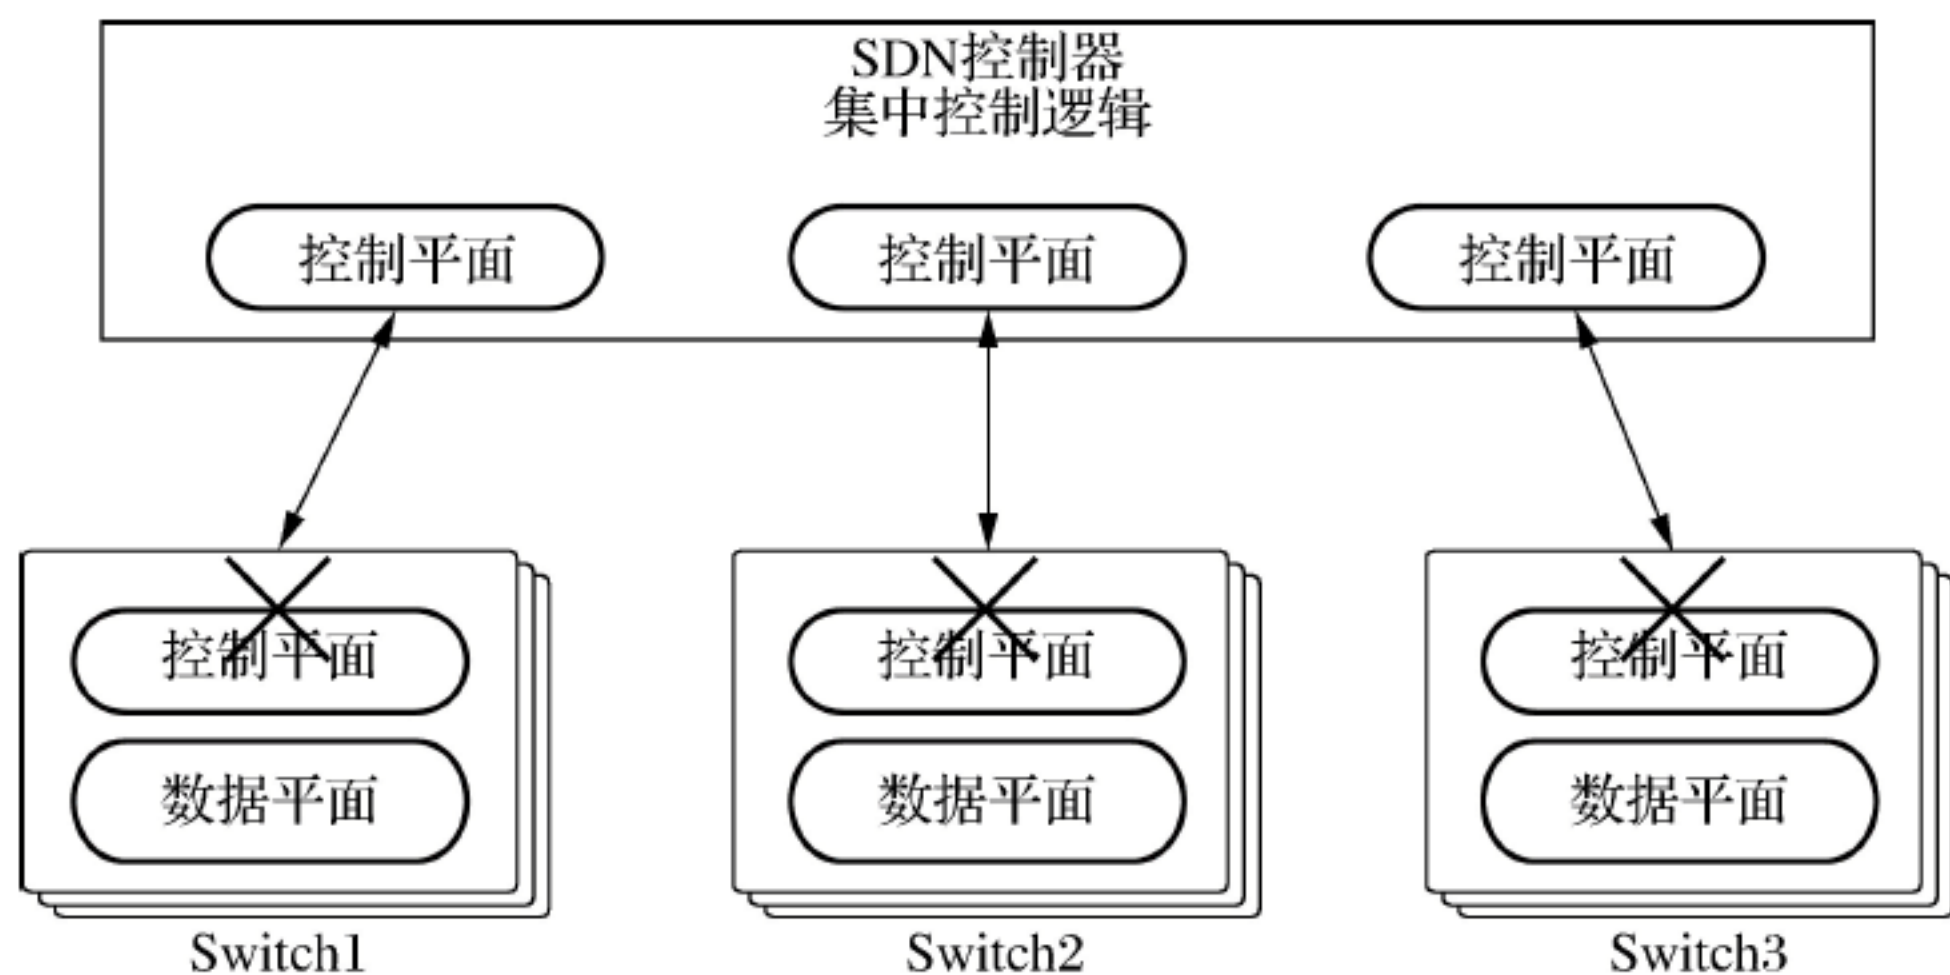 SDN控制器
集中控制逻辑
控制平面
控制平面
控制平面
控制平面
控制平面
控制平面
数据平面
数据平面
数据平面
Switch1
Switch2
Switch3